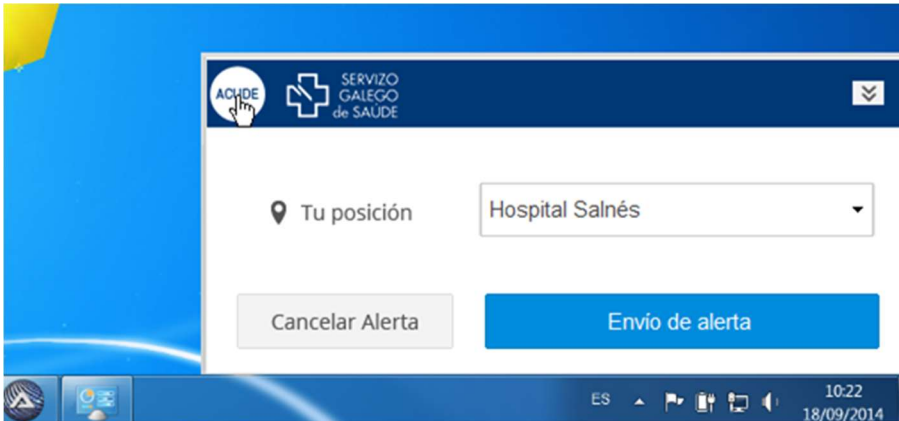 ACUDE
SERVIZO
GALEGO
de SAÚDE
Tu posición
Hospital Salnés
Cancelar Alerta
Envío de alerta
ES
10:22
18/09/2014